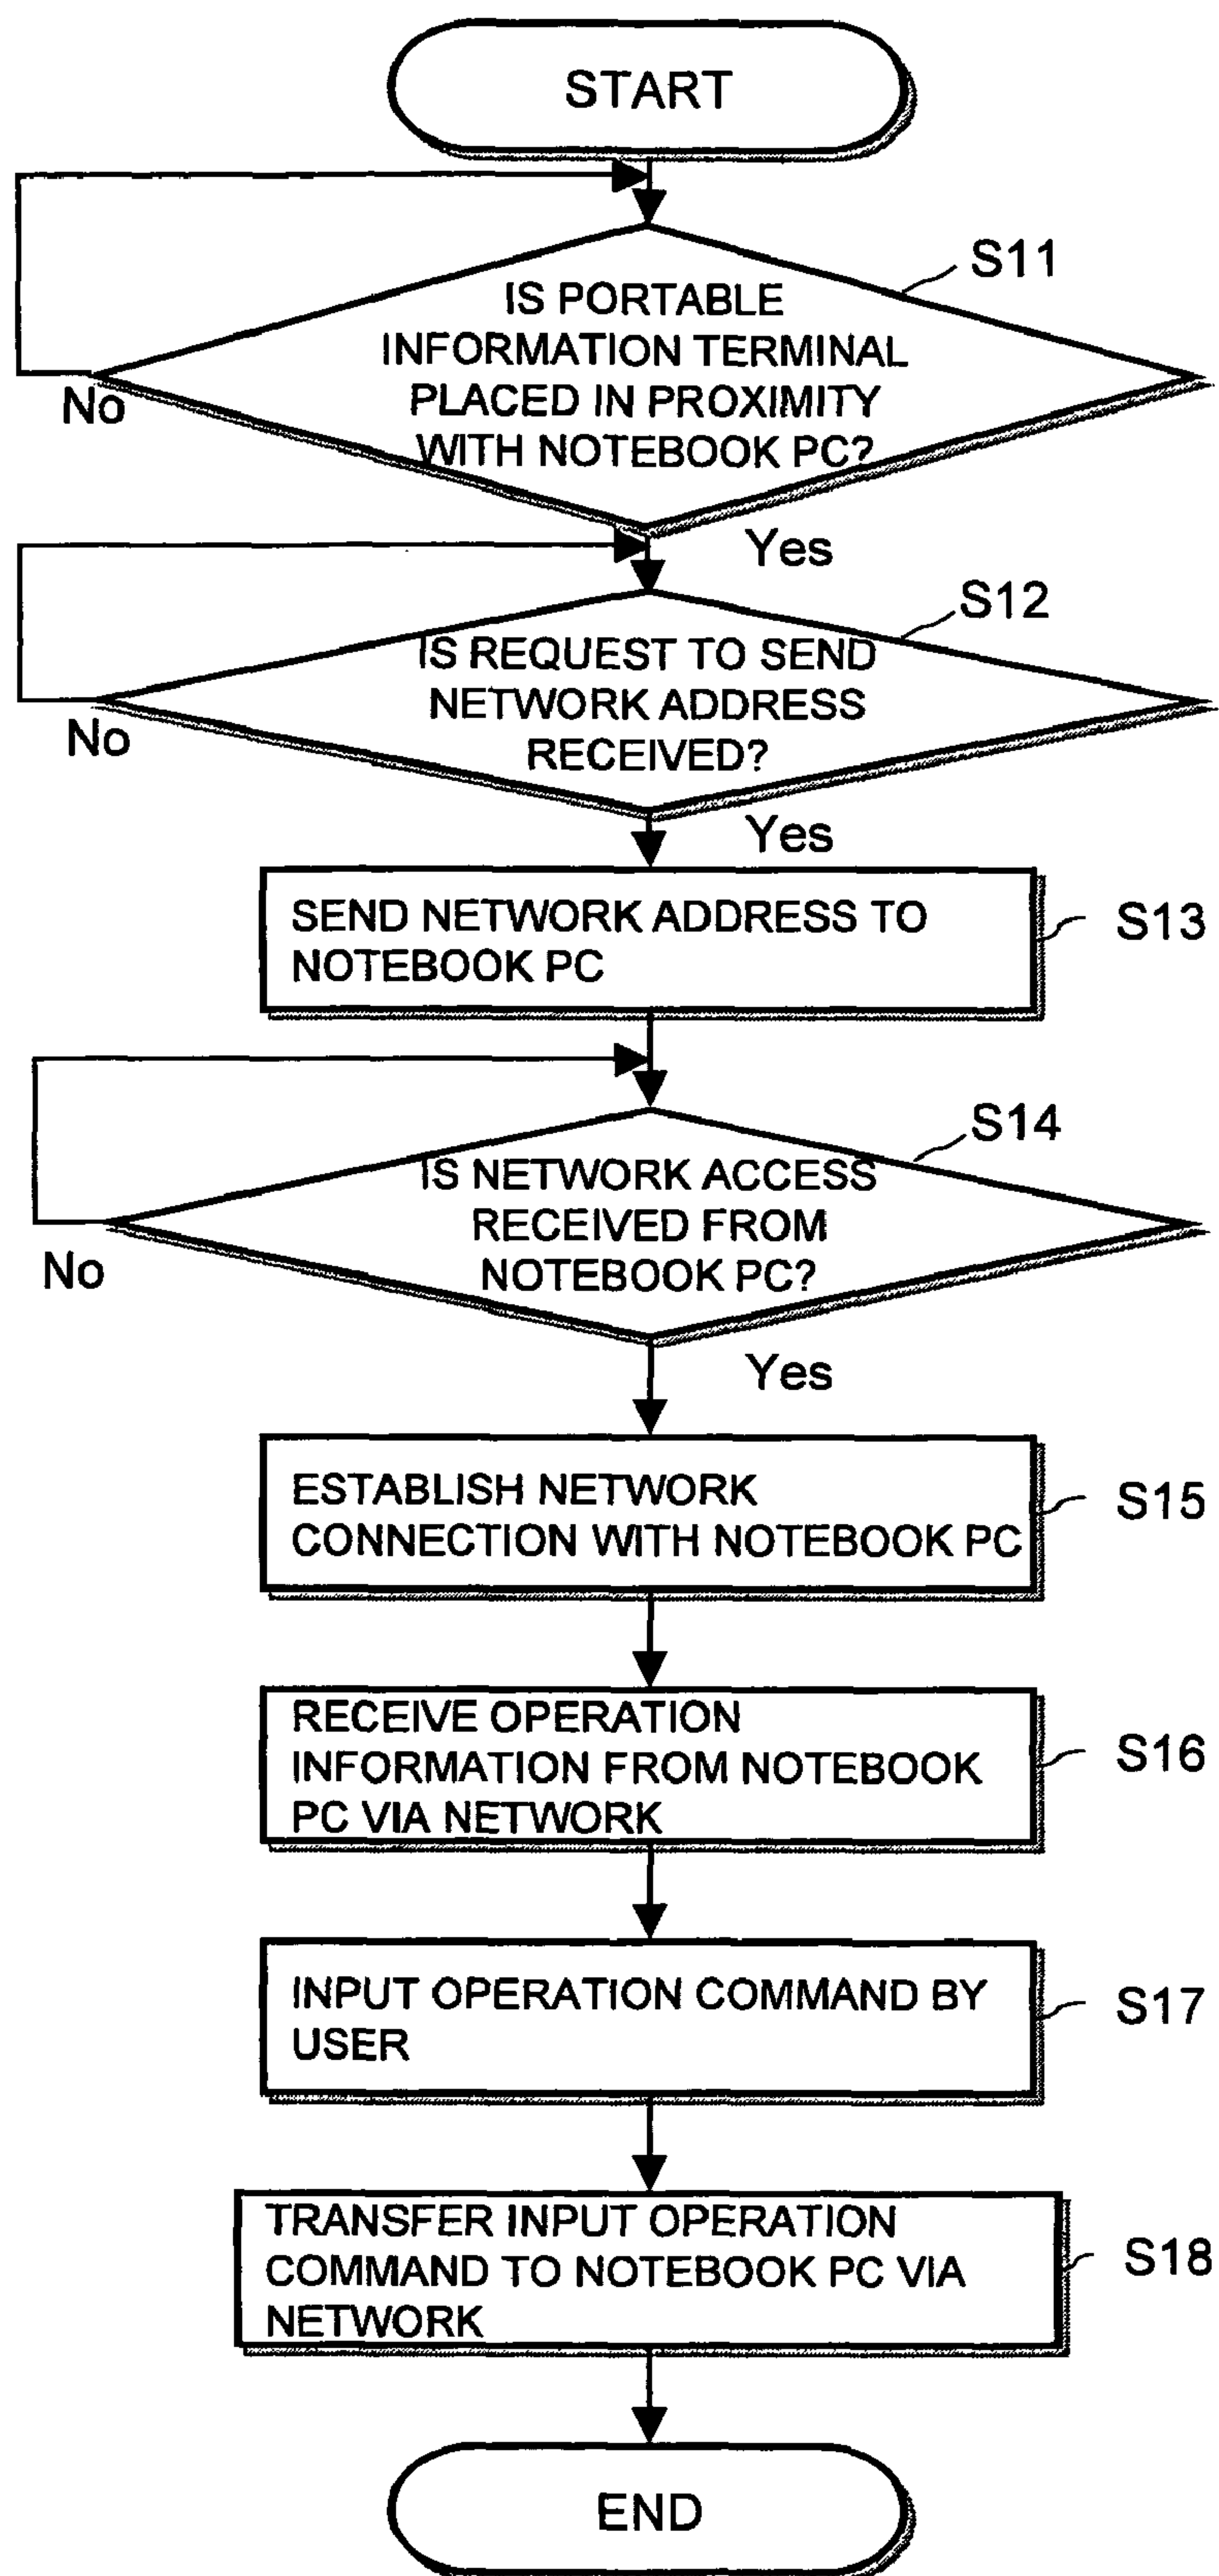 START
S11
IS PORTABLE
INFORMATION TERMINAL
PLACED IN PROXIMITY
WITH NOTEBOOK PC?
No
Yes
S12
IS REQUEST TO SEND
NETWORK ADDRESS
RECEIVED?
No
Yes
SEND NETWORK ADDRESS TO
NOTEBOOK PC
S13
S14
IS NETWORK ACCESS
RECEIVED FROM
NOTEBOOK PC?
No
Yes
ESTABLISH NETWORK
CONNECTION WITH NOTEBOOK PC
S15
RECEIVE OPERATION
INFORMATION FROM NOTEBOOK
PC VIA NETWORK
S16
INPUT OPERATION COMMAND BY
USER
S17
TRANSFER INPUT OPERATION
COMMAND TO NOTEBOOK PC VIA
NETWORK
S18
END